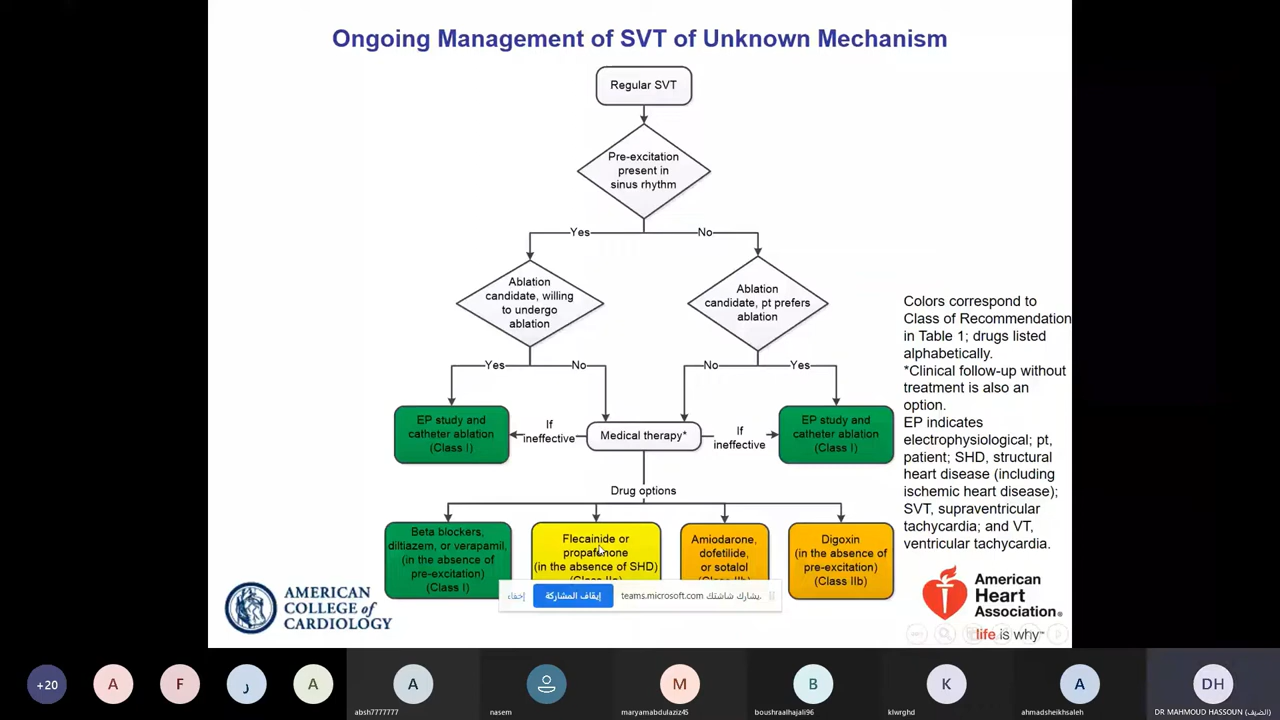 Ongoing Management of SVT of Unknown Mechanism
Regular SVT
Pre-excitation
present in
sinus rhythm
Yes
No
Ablation
candidate, willing
to undergo
ablation
Ablation
candidate, pt prefers
ablation
Yes
No
No
Yes
EP study and
catheter ablation
(Class I)
If
ineffective
Medical therapy*
If
ineffective
EP study and
catheter ablation
(Class I)
Drug options
Beta blockers,
diltiazem, or verapamil,
(in the absence of
pre-excitation)
(Class I)
Flecainide or
propafenone
(in the absence of SHD)
(Class IIa)
Amiodarone,
dofetilide,
or sotalol
(Class IIb)
Digoxin
(in the absence of
pre-excitation)
(Class IIb)
Colors correspond to
Class of Recommendation
in Table 1; drugs listed
alphabetically.
*Clinical follow-up without
treatment is also an
option.
EP indicates
electrophysiological; pt,
patient; SHD, structural
heart disease (including
ischemic heart disease);
SVT, supraventricular
tachycardia; and VT,
ventricular tachycardia.
AMERICAN
COLLEGE of
CARDIOLOGY
American
Heart
Association®
life is why™
يشارك شاشتك teams.microsoft.com.
إيقاف المشاركة
إخفاء
+20
A
F
ر
A
A
M
B
K
A
DH
absh7777777
nasem
maryamabdulaziz45
boushraalhajali96
klwrghd
ahmadsheikhsaleh
DR MAHMOUD HASSOUN (الضيف)